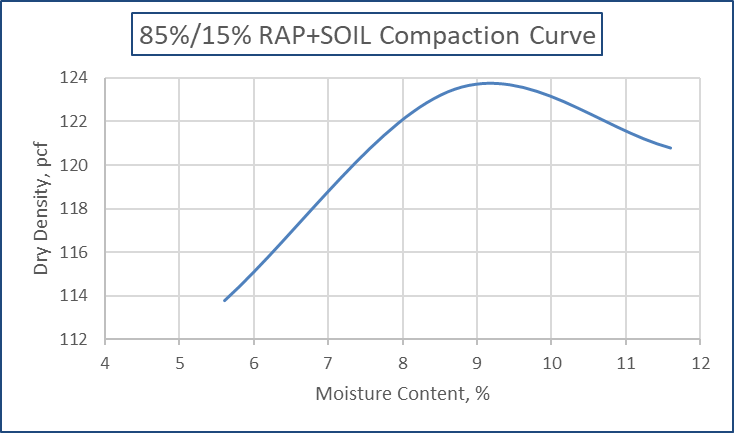 85%/15% RAP+SOIL Compaction Curve
124
122
120
118
116
114
112
Dry Density, pcf
4 5 6 7 8 9 10 11 12
Moisture Content, %